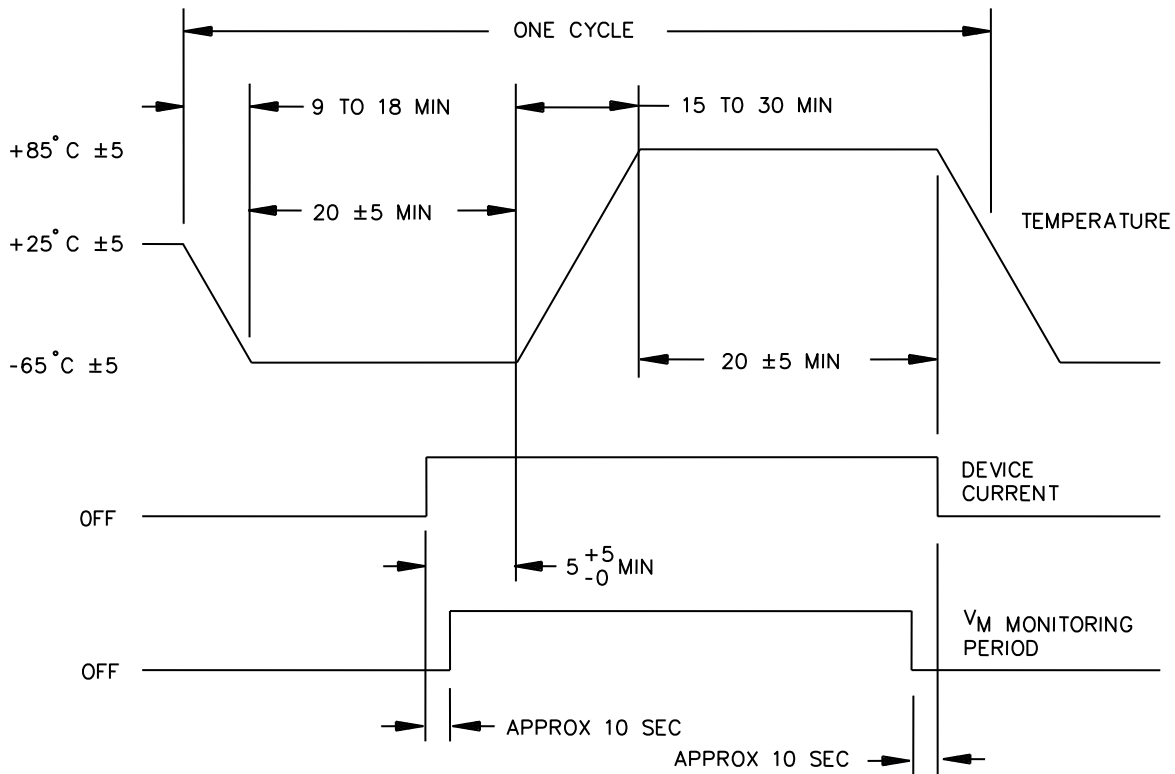 ONE CYCLE
9 TO 18 MIN
15 TO 30 MIN
+85°C ±5
20 ±5 MIN
TEMPERATURE
+25°C ±5
-65°C ±5
20 ±5 MIN
DEVICE
CURRENT
OFF
5 +5 -0 MIN
VM MONITORING
PERIOD
OFF
APPROX 10 SEC
APPROX 10 SEC